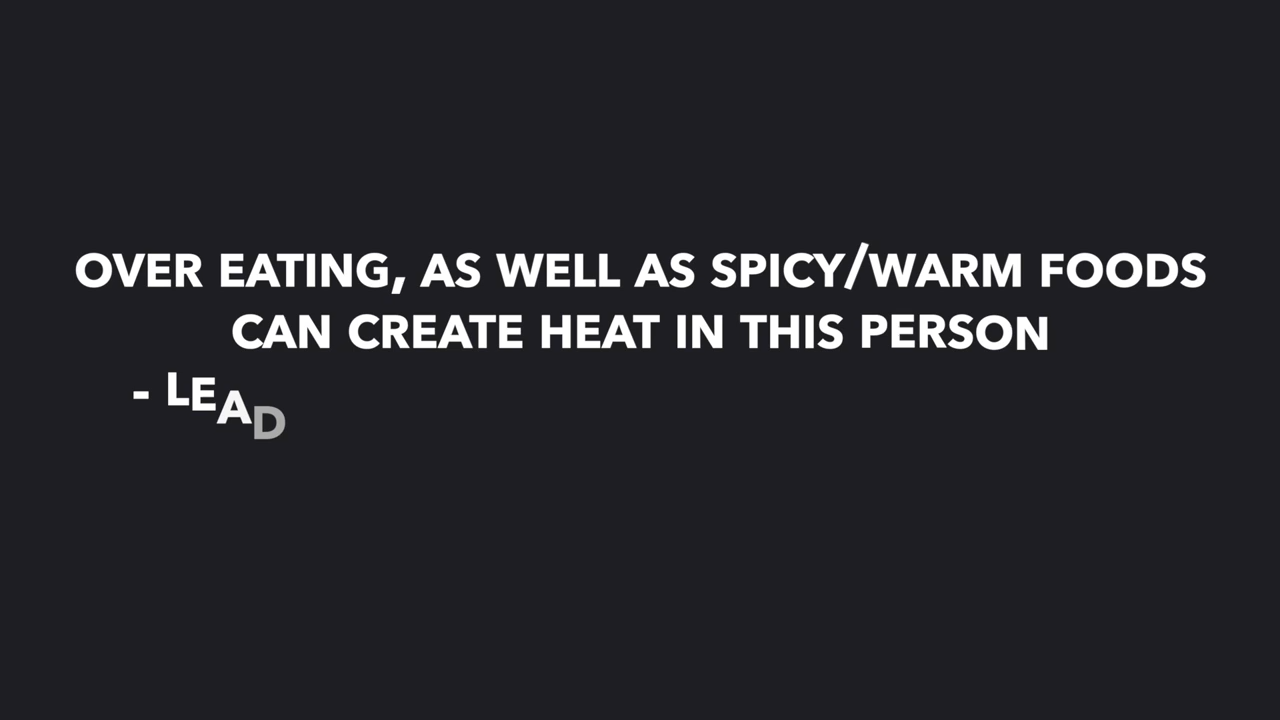 OVER EATING, AS WELL AS SPICY/WARM FOODS
CAN CREATE HEAT IN THIS PERSON
- LEAD